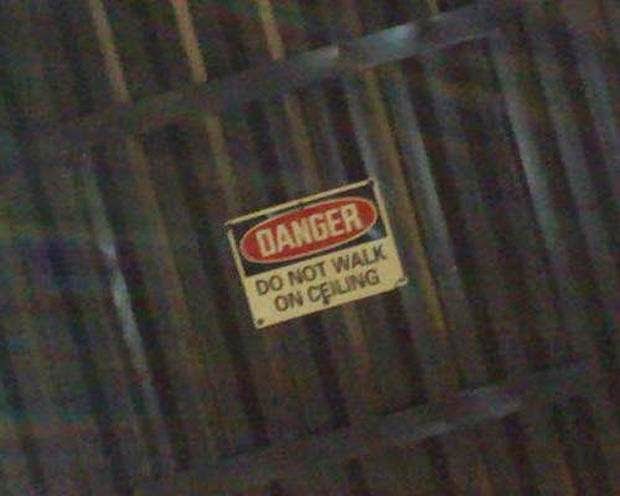 DANGER
DO NOT WALK
ON CEILING